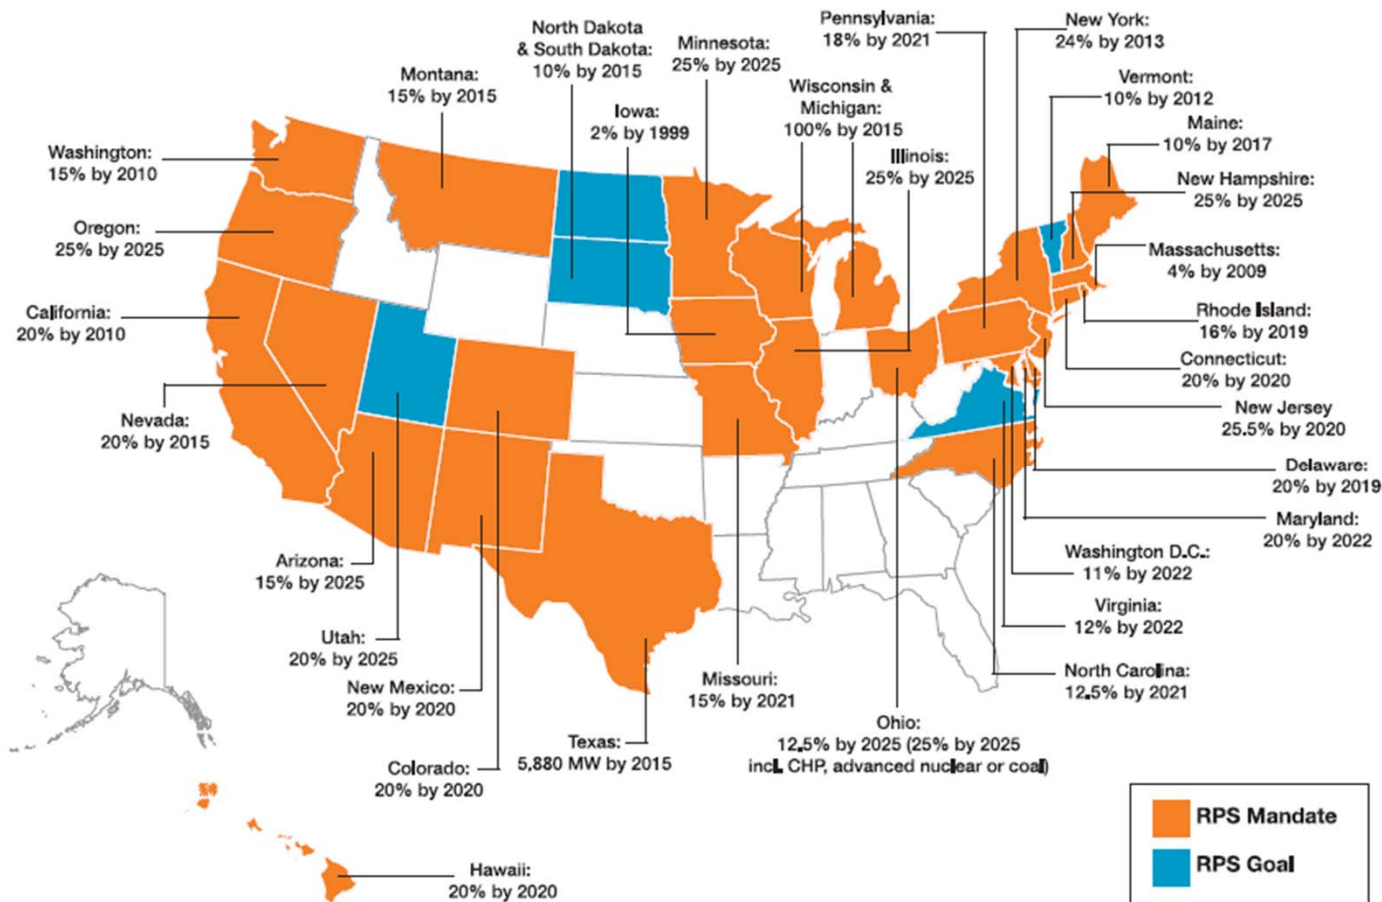 North Dakota
& South Dakota:
10% by 2015
Minnesota:
25% by 2025
Pennsylvania:
18% by 2021
New York:
24% by 2013
Montana:
15% by 2015
Iowa:
2% by 1999
Wisconsin &
Michigan:
100% by 2015
Vermont:
10% by 2012
Illinois:
25% by 2025
Maine:
10% by 2017
Washington:
15% by 2010
New Hampshire:
25% by 2025
Oregon:
25% by 2025
Massachusetts:
4% by 2009
California:
20% by 2010
Rhode Island:
16% by 2019
Connecticut:
20% by 2020
Nevada:
20% by 2015
New Jersey
25.5% by 2020
Delaware:
20% by 2019
Maryland:
20% by 2022
Arizona:
15% by 2025
Washington D.C.:
11% by 2022
Virginia:
12% by 2022
Utah:
20% by 2025
New Mexico:
20% by 2020
Missouri:
15% by 2021
North Carolina:
12.5% by 2021
Texas:
5,880 MW by 2015
Ohio:
12.5% by 2025 (25% by 2025
incl. CHP, advanced nuclear or coal)
Colorado:
20% by 2020
Hawaii:
20% by 2020
RPS Mandate
RPS Goal